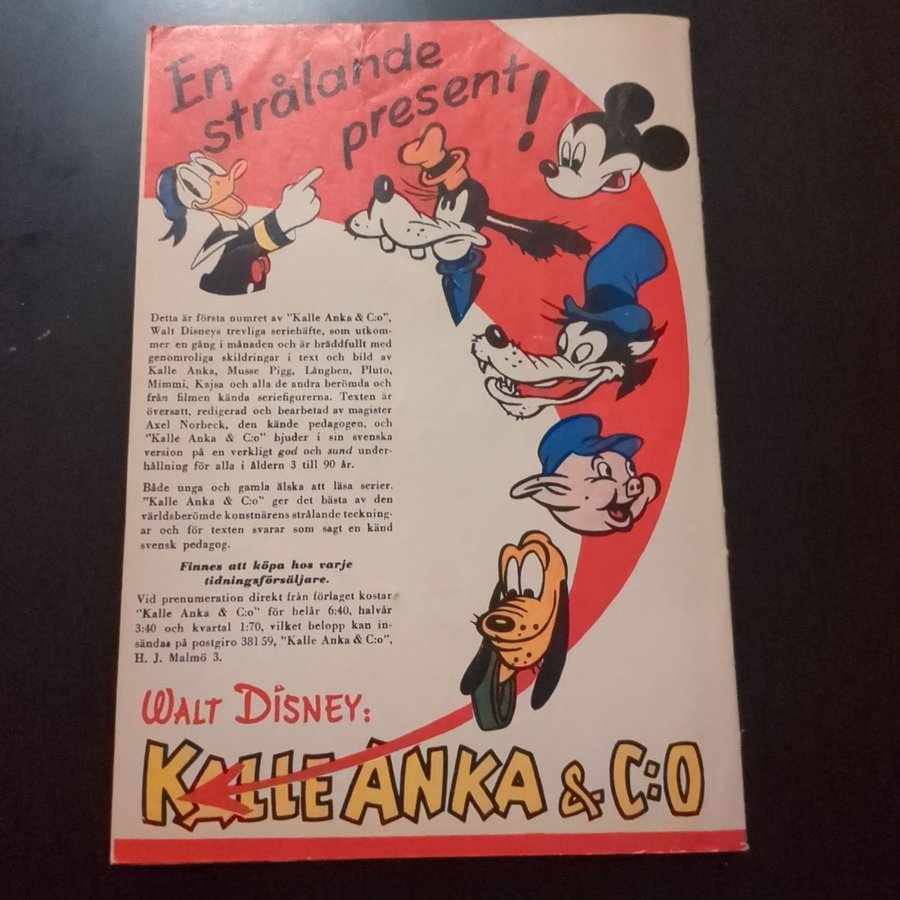 En
strålande
present!
Detta är första numret av "Kalle Anka & C:o",
Walt Disneys trevliga seriehäfte, som utkom-
mer en gång i månaden och är bräddfullt med
genomroliga skildringar i text och bild av
Kalle Anka, Musse Pigg, Långben, Pluto,
Mimmi, Kajsa och alla de andra berömda och
från filmen kända seriefigurerna. Texten är
översatt, redigerad och bearbetad av magister
Axel Norbeck, den kände pedagogen, och
"Kalle Anka & C:o" bjuder i sin svenska
version på en verkligt god och sund under-
hållning för alla i åldern 3 till 90 år.
Både unga och gamla älska att läsa serier.
"Kalle Anka & C:o" ger det bästa av den
världsberömde konstnärens strålande teckning-
ar och för texten svarar som sagt en känd
svensk pedagog.
Finnes att köpa hos varje
tidningsförsäljare.
Vid prenumeration direkt från förlaget kostar
"Kalle Anka & C:o" för helår 6:40, halvår
3:40 och kvartal 1:70, vilket belopp kan in-
sändas på postgiro 381 59, "Kalle Anka & C:o",
H. J. Malmö 3.
WALT DISNEY:
KALLE ANKA & C:O